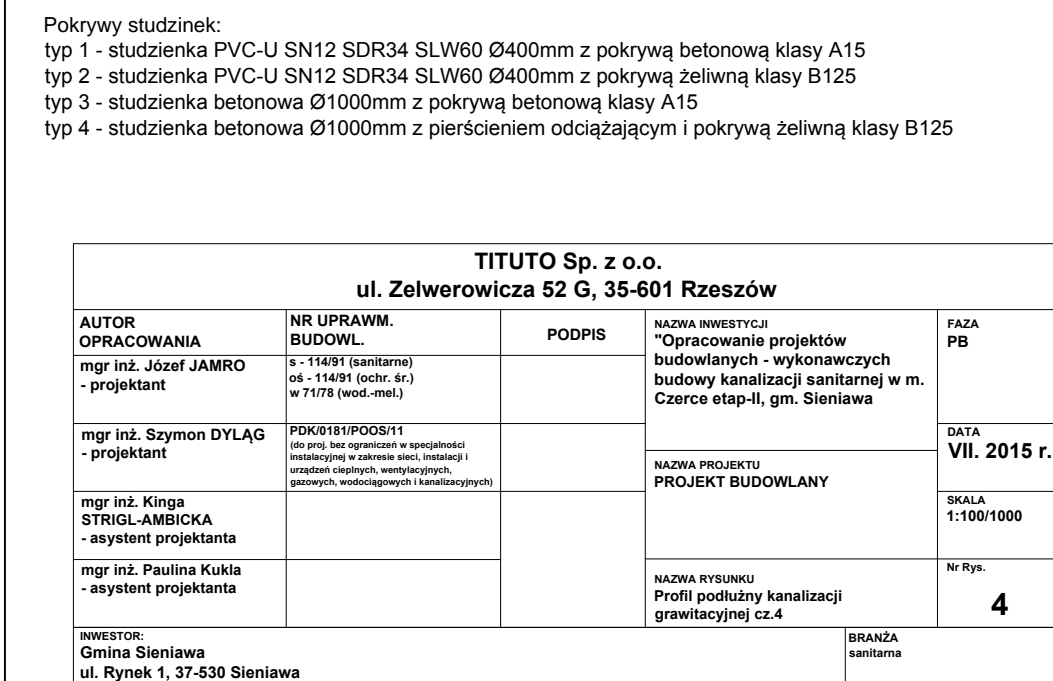 Pokrywy studzinek:
typ 1 - studzienka PVC-U SN12 SDR34 SLW60 Ø400mm z pokrywą betonową klasy A15
typ 2 - studzienka PVC-U SN12 SDR34 SLW60 Ø400mm z pokrywą żeliwną klasy B125
typ 3 - studzienka betonowa Ø1000mm z pokrywą betonową klasy A15
typ 4 - studzienka betonowa Ø1000mm z pierścieniem odciążającym i pokrywą żeliwną klasy B125
TITUTO Sp. z o.o.
ul. Zelwerowicza 52 G, 35-601 Rzeszów
AUTOR
OPRACOWANIA
NR UPRAWM.
BUDOWL.
PODPIS
NAZWA INWESTYCJI
"Opracowanie projektów
budowlanych - wykonawczych
budowy kanalizacji sanitarnej w m.
Czerce etap-II, gm. Sieniawa
FAZA
PB
mgr inż. Józef JAMRO
- projektant
s - 114/91 (sanitarne)
oś - 114/91 (ochr. śr.)
w 71/78 (wod.-mel.)
mgr inż. Szymon DYLĄG
- projektant
PDK/0181/POOS/11
(do proj. bez ograniczeń w specjalności
instalacyjnej w zakresie sieci, instalacji i
urządzeń cieplnych, wentylacyjnych,
gazowych, wodociągowych i kanalizacyjnych)
NAZWA PROJEKTU
PROJEKT BUDOWLANY
DATA
VII. 2015 r.
mgr inż. Kinga
STRIGL-AMBICKA
- asystent projektanta
SKALA
1:100/1000
mgr inż. Paulina Kukla
- asystent projektanta
NAZWA RYSUNKU
Profil podłużny kanalizacji
grawitacyjnej cz.4
Nr Rys.
4
INWESTOR:
Gmina Sieniawa
ul. Rynek 1, 37-530 Sieniawa
BRANŻA
sanitarna